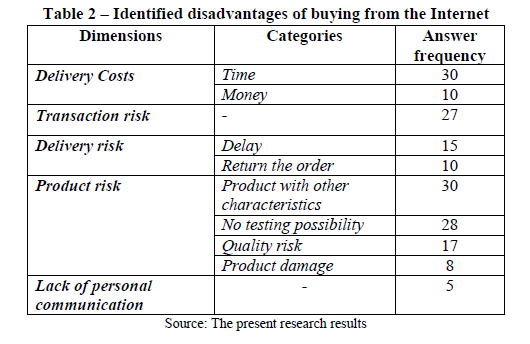 Table 2 – Identified disadvantages of buying from the Internet
Dimensions Categories Answer
frequency
Delivery Costs Time 30
Money 10
Transaction risk - 27
Delivery risk Delay 15
Return the order 10
Product risk Product with other 30
characteristics
No testing possibility 28
Quality risk 17
Product damage 8
Lack of personal - 5
communication
Source: The present research results